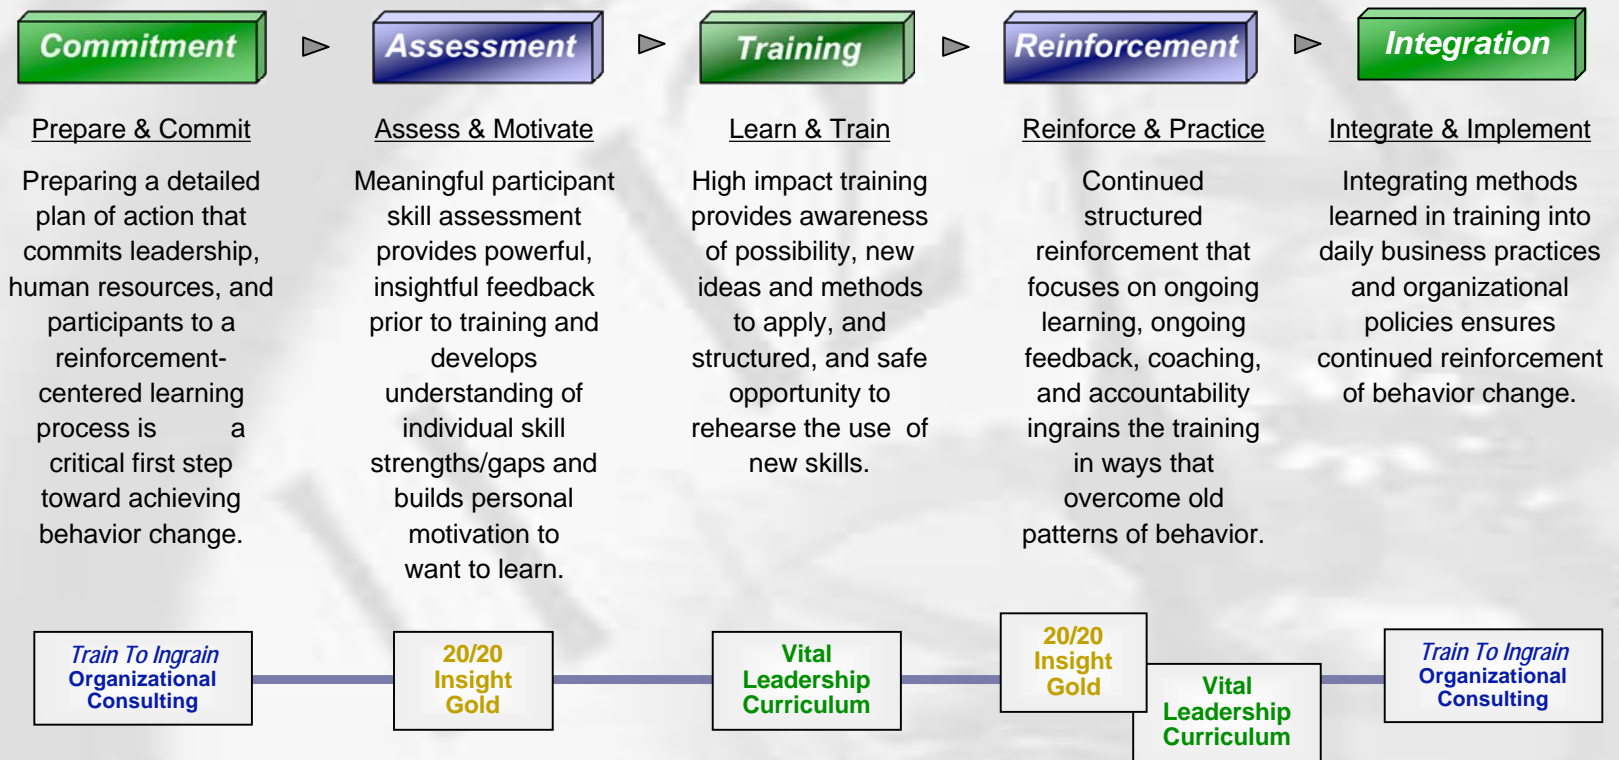 Commitment
Assessment
Training
Reinforcement
Integration
Prepare & Commit
Preparing a detailed
plan of action that
commits leadership,
human resources, and
participants to a
reinforcement-
centered learning
process is a
critical first step
toward achieving
behavior change.
Assess & Motivate
Meaningful participant
skill assessment
provides powerful,
insightful feedback
prior to training and
develops
understanding of
individual skill
strengths/gaps and
builds personal
motivation to
want to learn.
Learn & Train
High impact training
provides awareness
of possibility, new
ideas and methods
to apply, and
structured, and safe
opportunity to
rehearse the use of
new skills.
Reinforce & Practice
Continued
structured
reinforcement that
focuses on ongoing
learning, ongoing
feedback, coaching,
and accountability
ingrains the training
in ways that
overcome old
patterns of behavior.
Integrate & Implement
Integrating methods
learned in training into
daily business practices
and organizational
policies ensures
continued reinforcement
of behavior change.
Train To Ingrain
Organizational
Consulting
20/20
Insight
Gold
Vital
Leadership
Curriculum
20/20
Insight
Gold
Vital
Leadership
Curriculum
Train To Ingrain
Organizational
Consulting